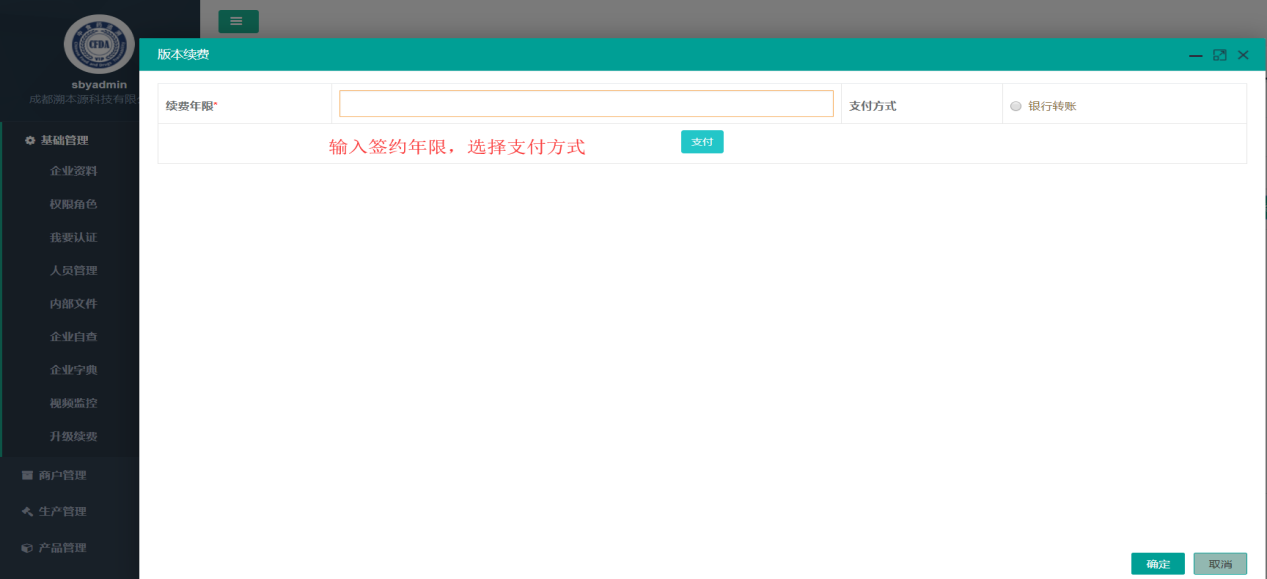 CFDA
sbyadmin
成都溯本源科技有限
基础管理
企业资料
权限角色
我要认证
人员管理
内部文件
企业自查
企业字典
视频监控
升级续费
商户管理
生产管理
产品管理
版本续费
续费年限*
支付方式
银行转账
输入签约年限，选择支付方式
支付
确定
取消